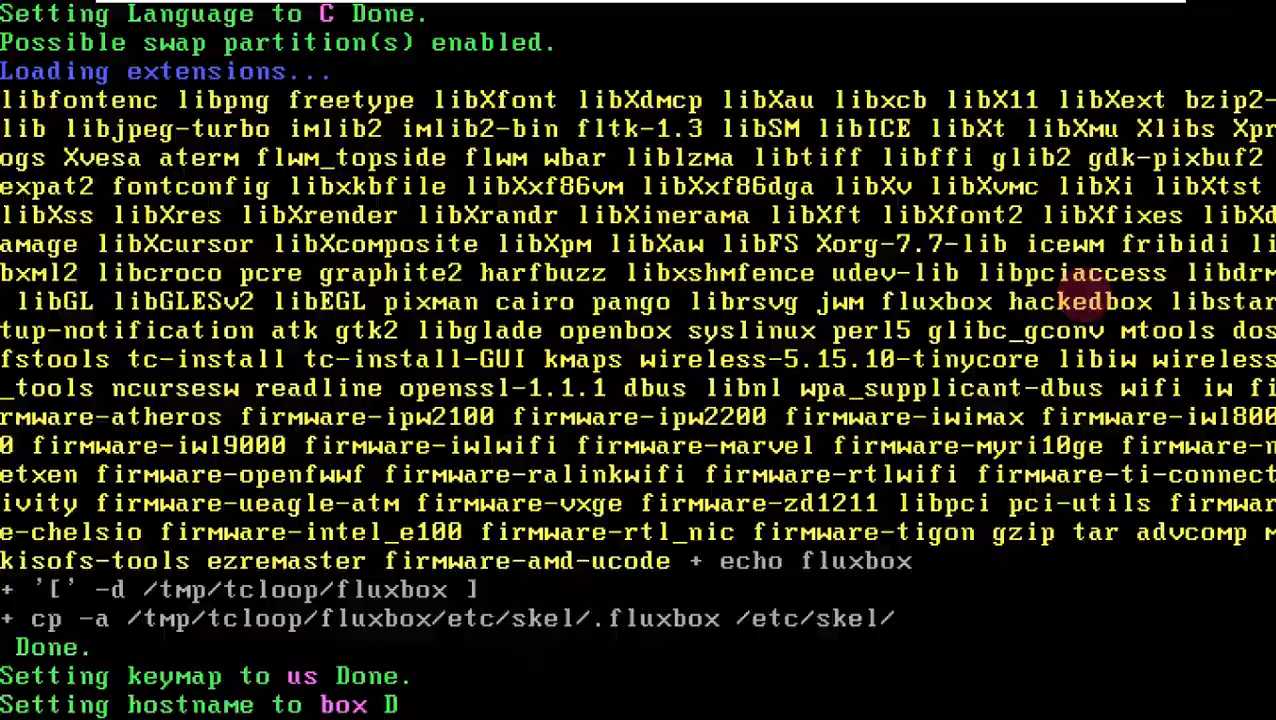 Setting Language to C Done.
Possible swap partition(s) enabled.
Loading extensions...
libfontenc libpng freetype libXfont libXdmcp libXau libxcb libX11 libXext bzip2-
lib libjpeg-turbo imlib2 imlib2-bin fltk-1.3 libSM libICE libXt libXmu Xlibs Xpr
ogs Xvesa aterm flwm_topside flwm wbar liblzma libtiff libffi glib2 gdk-pixbuf2
expat2 fontconfig libxkbfile libXxf86vm libXxf86dga libXv libXvmc libXi libXtst
libXss libXres libXrender libXrandr libXinerama libXft libXfont2 libXfixes libXd
amage libXcursor libXcomposite libXpm libXaw libFS Xorg-7.7-lib icewm fribidi li
bxml2 libcroco pcre graphite2 harfbuzz libxshmfence udev-lib libpciaccess libdrm
libGL libGLESv2 libEGL pixman cairo pango librsvg jwm fluxbox hackedbox libstar
tup-notification atk gtk2 libglade openbox syslinux perl5 glibc_gconv mtools dos
fstools tc-install tc-install-GUI kmaps wireless-5.15.10-tinycore libiw wireless
_tools ncursesw readline openssl-1.1.1 dbus libnl wpa_supplicant-dbus wifi iw fi
rmware-atheros firmware-ipw2100 firmware-ipw2200 firmware-iwimax firmware-iwl800
0 firmware-iwl9000 firmware-iwlwifi firmware-marvel firmware-myri10ge firmware-n
etxen firmware-openfwwf firmware-ralinkwifi firmware-rtlwifi firmware-ti-connect
ivity firmware-ueagle-atm firmware-vxge firmware-zd1211 libpci pci-utils firmwar
e-chelsio firmware-intel_e100 firmware-rtl_nic firmware-tigon gzip tar advcomp m
kisofs-tools ezremaster firmware-amd-ucode + echo fluxbox
+ '[' -d /tmp/tcloop/fluxbox ]
+ cp -a /tmp/tcloop/fluxbox/etc/skel/.fluxbox /etc/skel/
Done.
Setting keymap to us Done.
Setting hostname to box D